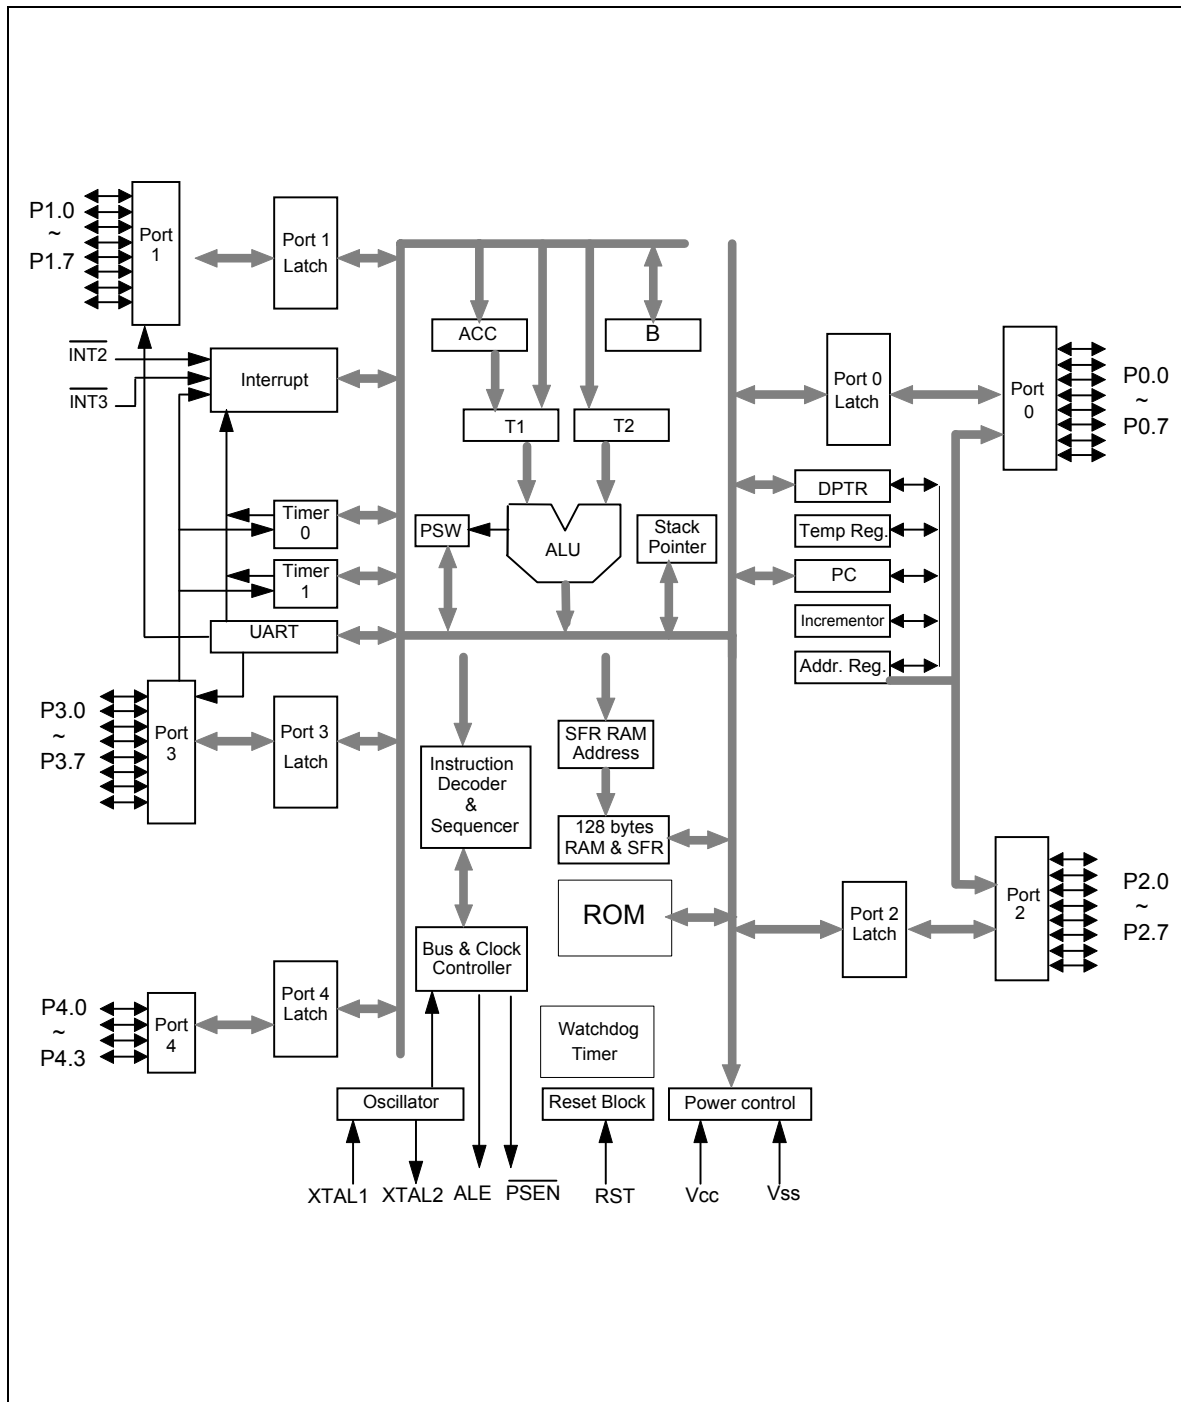 P1.0
~
P1.7
Port
1
Port 1
Latch
INT2
INT3
Interrupt
ACC
B
T1
T2
Port 0
Latch
Port
0
P0.0
~
P0.7
Timer
0
Timer
1
UART
PSW
ALU
Stack
Pointer
DPTR
Temp Reg.
PC
Incrementor
Addr. Reg.
P3.0
~
P3.7
Port
3
Port 3
Latch
Instruction
Decoder
&
Sequencer
SFR RAM
Address
128 bytes
RAM & SFR
ROM
Port 2
Latch
Port
2
P2.0
~
P2.7
Bus & Clock
Controller
P4.0
~
P4.3
Port
4
Port 4
Latch
Watchdog
Timer
Oscillator
Reset Block
Power control
XTAL1
XTAL2
ALE
PSEN
RST
Vcc
Vss